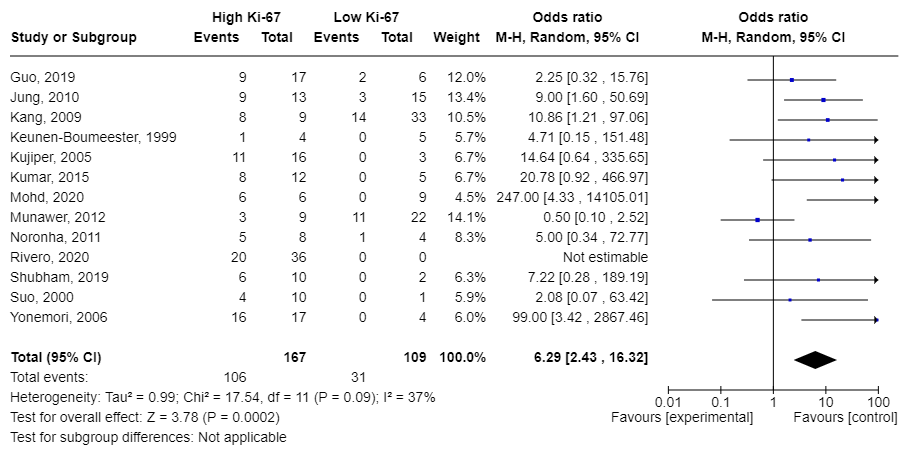 High Ki-67 Low Ki-67 Odds ratio Odds ratio
Study or Subgroup Events Total Events Total Weight M-H, Random, 95% CI M-H, Random, 95% CI
Guo, 2019 9 17 2 6 12.0% 2.25 [0.32 , 15.76]
Jung, 2010 9 13 3 15 13.4% 9.00 [1.60 , 50.69]
Kang, 2009 8 9 14 33 10.5% 10.86 [1.21 , 97.06]
Keunen-Boumeester, 1999 1 4 0 5 5.7% 4.71 [0.15 , 151.48]
Kujiper, 2005 11 16 0 3 6.7% 14.64 [0.64 , 335.65]
Kumar, 2015 8 12 0 5 6.7% 20.78 [0.92 , 466.97]
Mohd, 2020 6 6 0 9 4.5% 247.00 [4.33 , 14105.01]
Munawer, 2012 3 9 11 22 14.1% 0.50 [0.10 , 2.52]
Noronha, 2011 5 8 1 4 8.3% 5.00 [0.34 , 72.77]
Rivero, 2020 20 36 0 0 Not estimable
Shubham, 2019 6 10 0 2 6.3% 7.22 [0.28 , 189.19]
Suo, 2000 4 10 0 1 5.9% 2.08 [0.07 , 63.42]
Yonemori, 2006 16 17 0 4 6.0% 99.00 [3.42 , 2867.46]
Total (95% CI) 167 109 100.0% 6.29 [2.43 , 16.32]
Total events: 106 31
Heterogeneity: Tau² = 0.99; Chi² = 17.54, df = 11 (P = 0.09); I² = 37%
Test for overall effect: Z = 3.78 (P = 0.0002)
Test for subgroup differences: Not applicable
0.01 0.1 1 10 100
Favours [experimental] Favours [control]